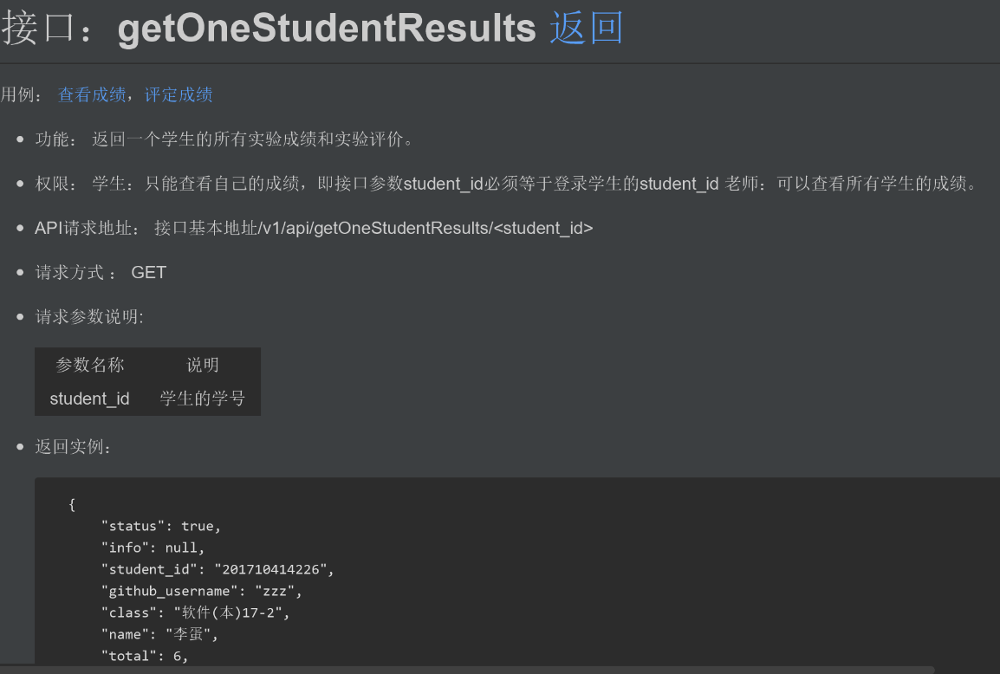 接口：getOneStudentResults 返回
用例： 查看成绩，评定成绩
功能： 返回一个学生的所有实验成绩和实验评价。
权限： 学生：只能查看自己的成绩，即接口参数student_id必须等于登录学生的student_id 老师：可以查看所有学生的成绩。
API请求地址： 接口基本地址/v1/api/getOneStudentResults/<student_id>
请求方式 ： GET
请求参数说明:
参数名称 说明
student_id 学生的学号
返回实例：
{
"status": true,
"info": null,
"student_id": "201710414226",
"github_username": "zzz",
"class": "软件(本)17-2",
"name": "李蛋",
"total": 6,